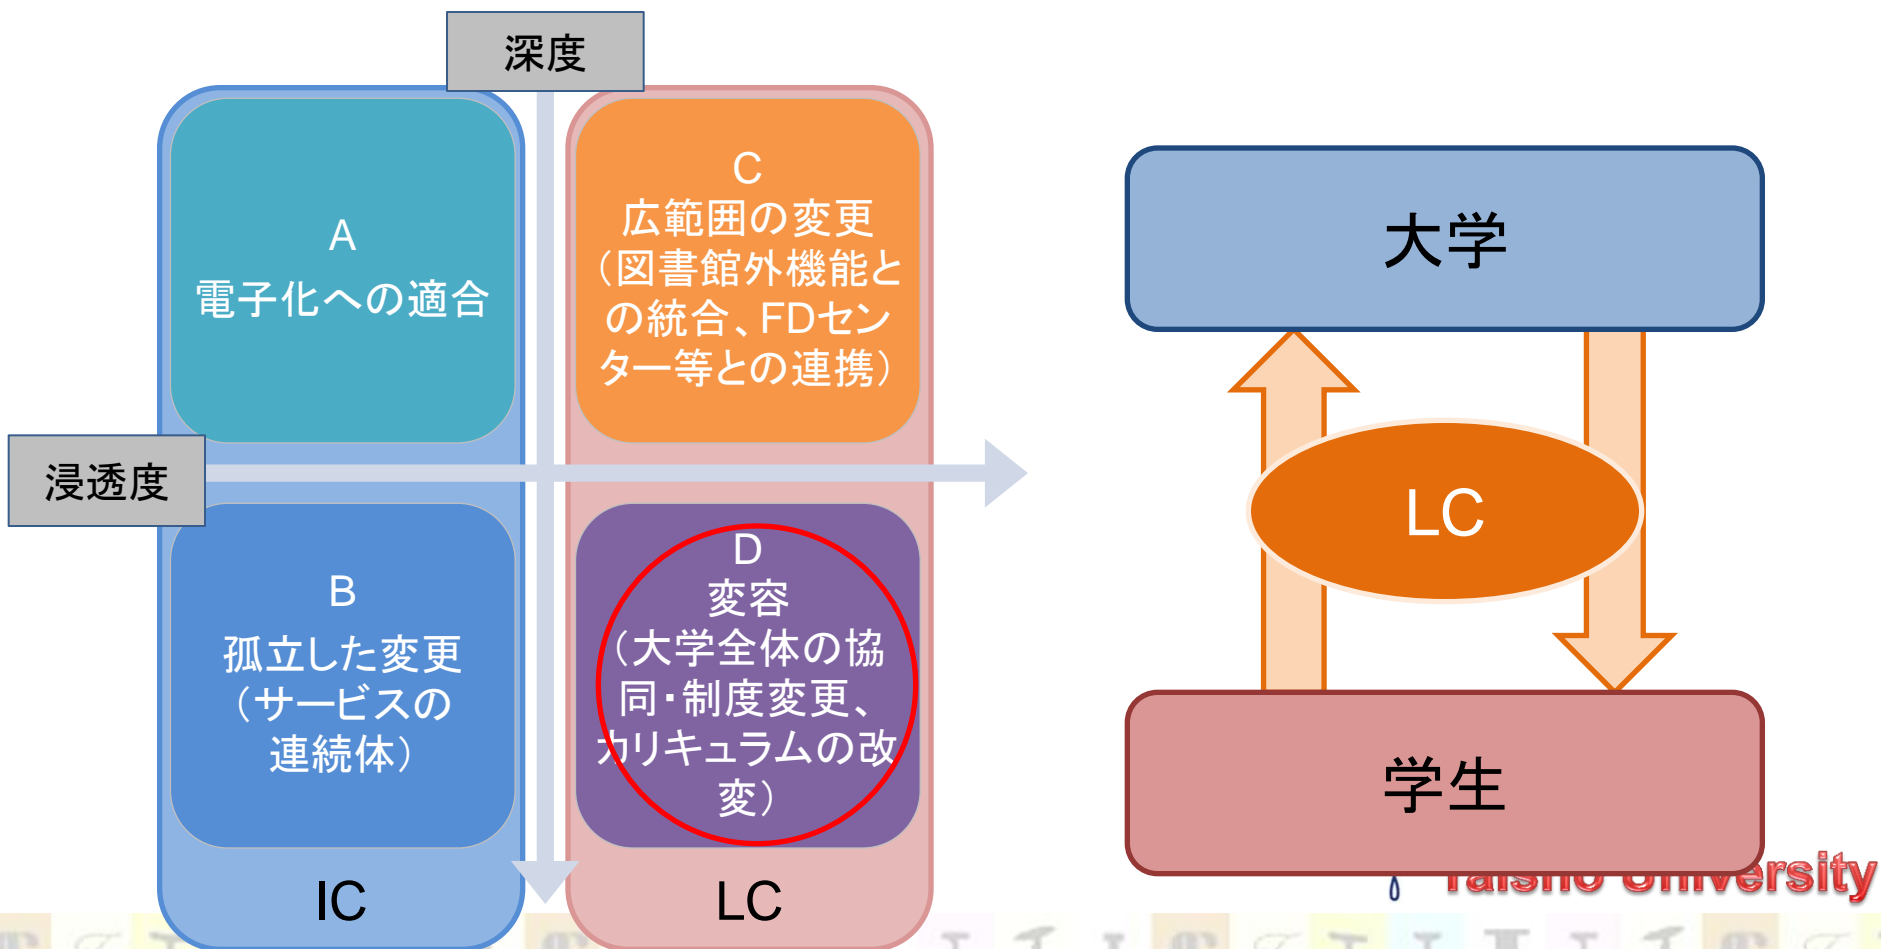 深度
浸透度
A
電子化への適合
B
孤立した変更
（サービスの
連続体）
IC
C
広範囲の変更
（図書館外機能と
の統合、FDセン
ター等との連携）
D
変容
（大学全体の協
同・制度変更、
カリキュラムの改
変）
LC
大学
LC
学生
Taisho University